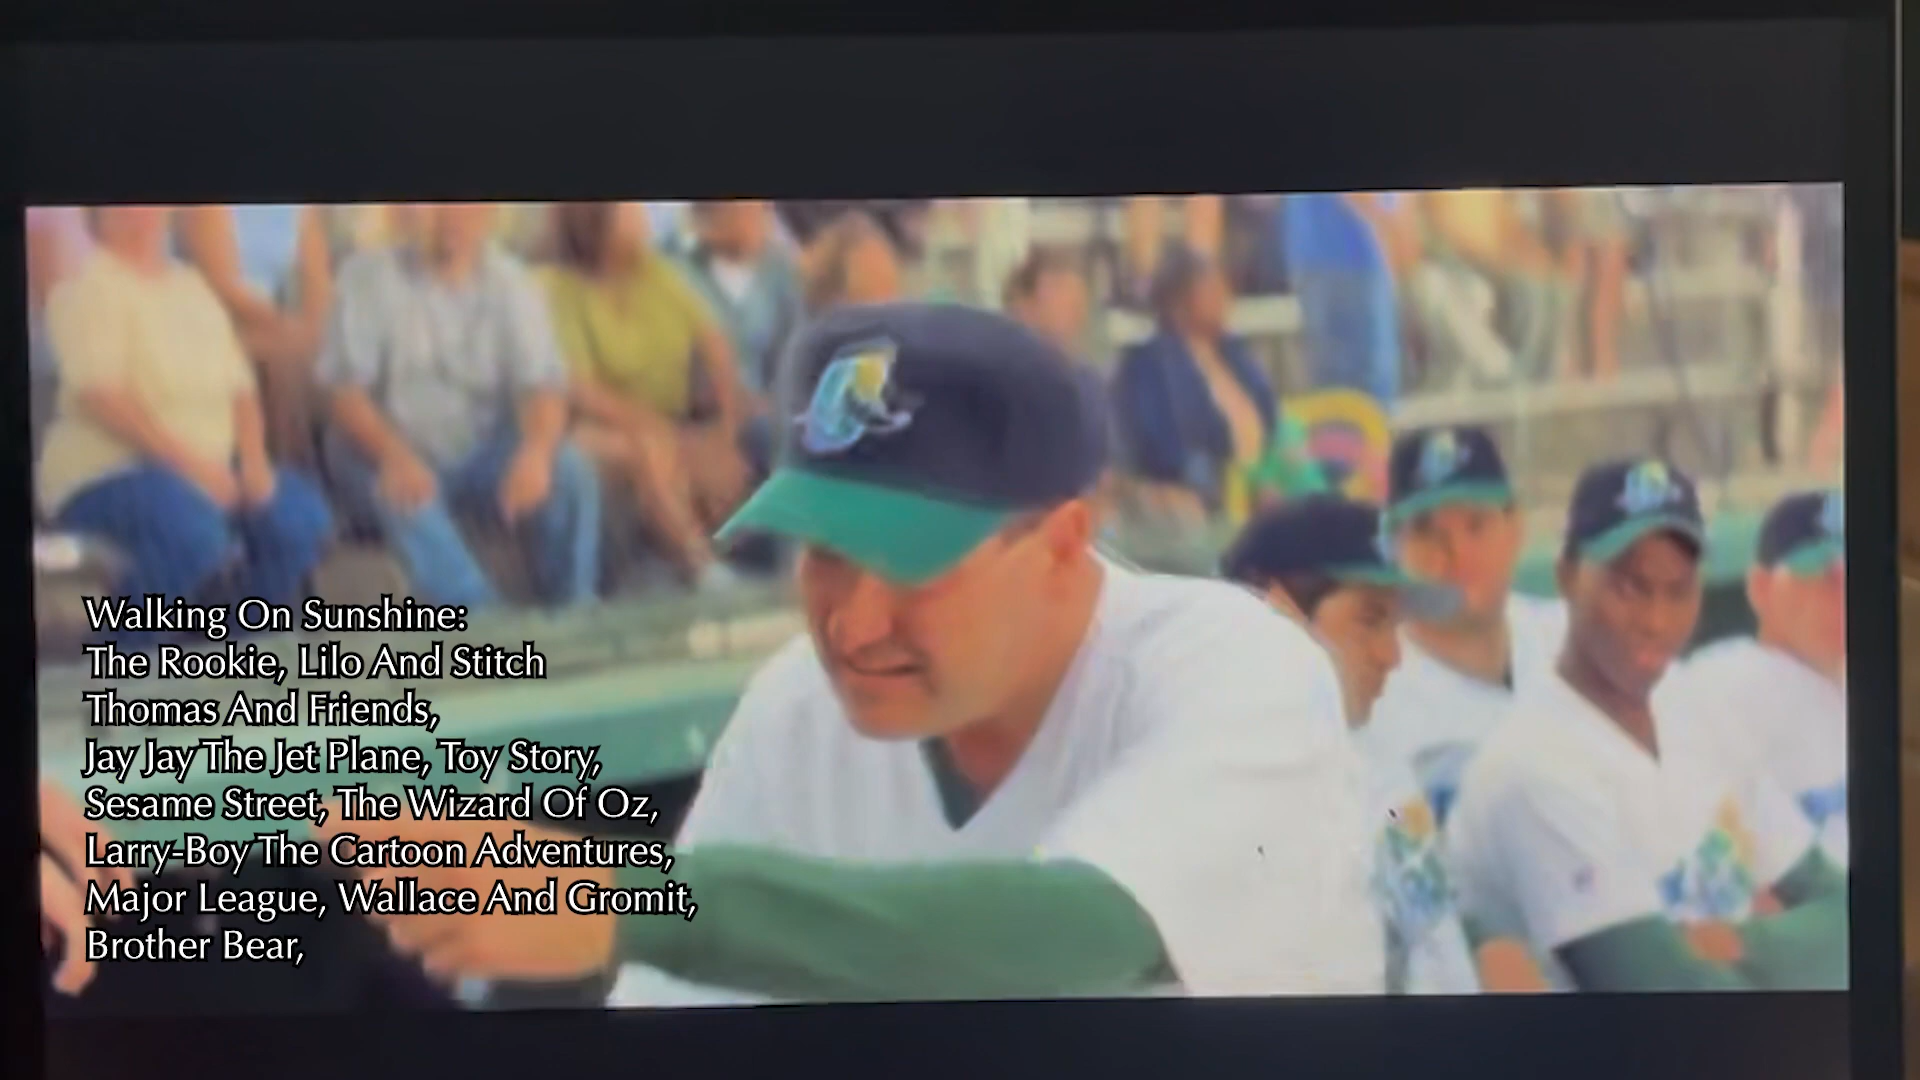 Walking On Sunshine:
The Rookie, Lilo And Stitch
Thomas And Friends,
Jay Jay The Jet Plane, Toy Story,
Sesame Street, The Wizard Of Oz,
Larry-Boy The Cartoon Adventures,
Major League, Wallace And Gromit,
Brother Bear,